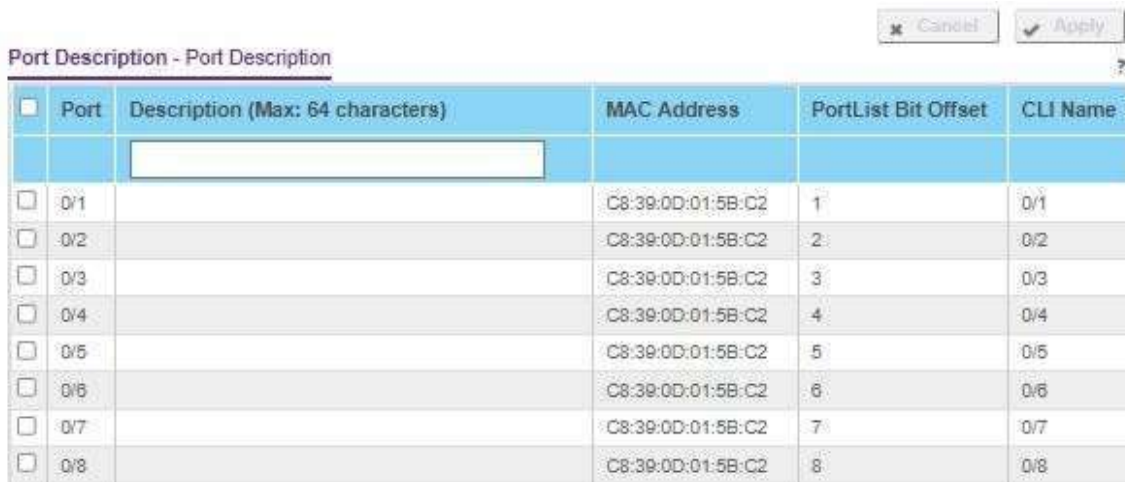 Cancel Apply
Port Description - Port Description
?
Port Description (Max: 64 characters) MAC Address PortList Bit Offset CLI Name
0/1 C8:39:0D:01:5B:C2 1 0/1
0/2 C8:39:0D:01:5B:C2 2 0/2
0/3 C8:39:0D:01:5B:C2 3 0/3
0/4 C8:39:0D:01:5B:C2 4 0/4
0/5 C8:39:0D:01:5B:C2 5 0/5
0/6 C8:39:0D:01:5B:C2 6 0/6
0/7 C8:39:0D:01:5B:C2 7 0/7
0/8 C8:39:0D:01:5B:C2 8 0/8